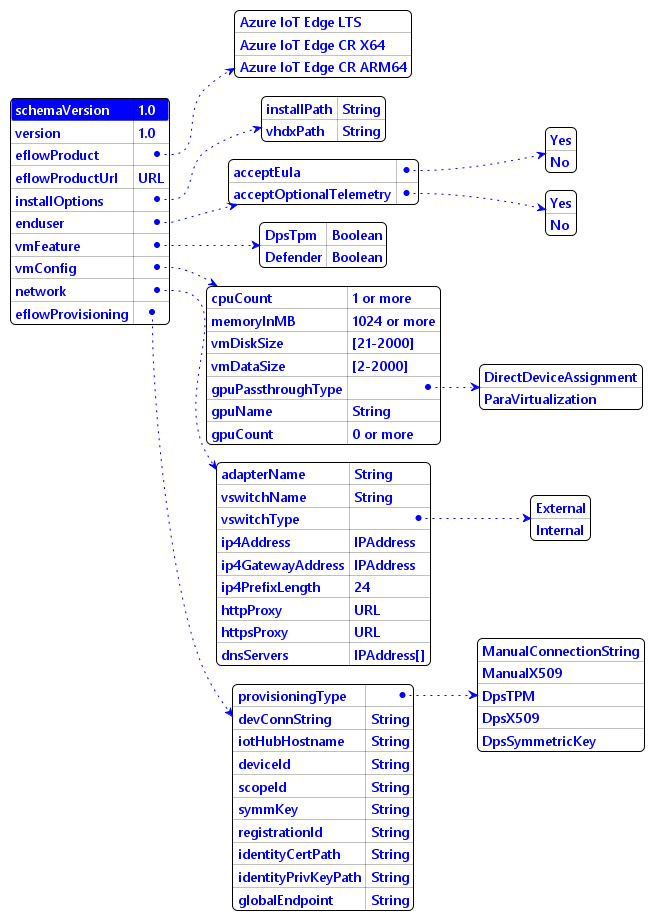 Azure IoT Edge LTS
Azure IoT Edge CR X64
Azure IoT Edge CR ARM64
schemaVersion 1.0
version 1.0
eflowProduct
eflowProductUrl URL
installOptions
enduser
vmFeature
vmConfig
network
eflowProvisioning
installPath String
vhdxPath String
acceptEula
acceptOptionalTelemetry
Yes
No
Yes
No
DpsTpm Boolean
Defender Boolean
cpuCount 1 or more
memoryInMB 1024 or more
vmDiskSize [21-2000]
vmDataSize [2-2000]
gpuPassthroughType
gpuName String
gpuCount 0 or more
DirectDeviceAssignment
ParaVirtualization
adapterName String
vswitchName String
vswitchType
ip4Address IPAddress
ip4GatewayAddress IPAddress
ip4PrefixLength 24
httpProxy URL
httpsProxy URL
dnsServers IPAddress[]
External
Internal
provisioningType
devConnString String
iotHubHostname String
deviceId String
scopeId String
symmKey String
registrationId String
identityCertPath String
identityPrivKeyPath String
globalEndpoint String
ManualConnectionString
ManualX509
DpsTPM
DpsX509
DpsSymmetricKey